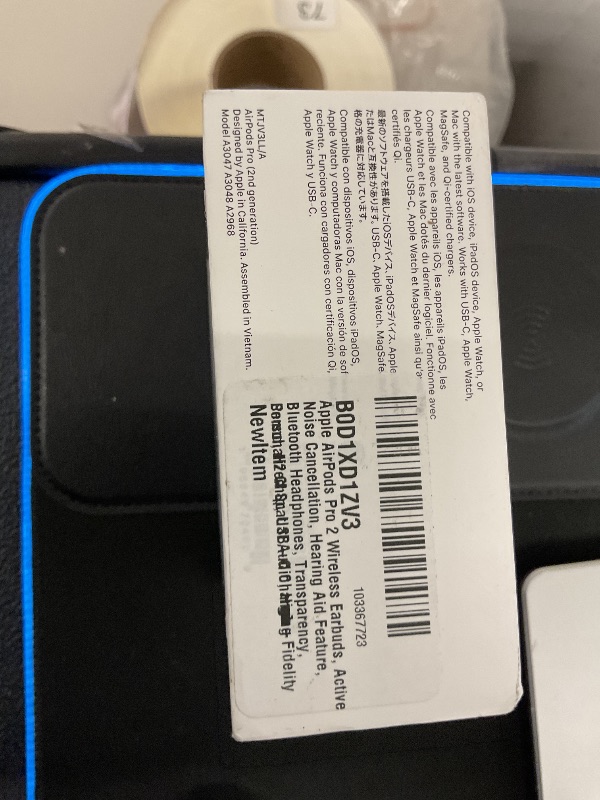 73
Compatible with iOS device, iPadOS device, Apple Watch, or
Mac with the latest software. Works with USB-C, Apple Watch,
MagSafe, and Qi-certified chargers.
Compatible avec les appareils iOS, les appareils iPadOS, les
Apple Watch et les Mac dotés du dernier logiciel. Fonctionne avec
les chargeurs USB-C, Apple Watch et MagSafe ainsi qu'a
certifiés Qi.
最新のソフトウェアを搭載したiOSデバイス、iPadOSデバイス、Apple
たはMacと互換性があります。USB-C、Apple Watch、MagSafe
格の充電器に対応しています。
Compatible con dispositivos iOS, dispositivos iPadOS,
Apple Watch y computadoras Mac con la versión de sof
reciente. Funciona con cargadores con certificación Qi,
Apple Watch y USB-C.
MTJV3LL/A
AirPods Pro (2nd generation)
Designed by Apple in California. Assembled in Vietnam.
Model A3047 A3048 A2968
103367723
B0D1XD1ZV3
Apple AirPods Pro 2 Wireless Earbuds, Active
Noise Cancellation, Hearing Aid Feature,
Bluetooth Headphones, Transparency,
Fidelity
NewItem